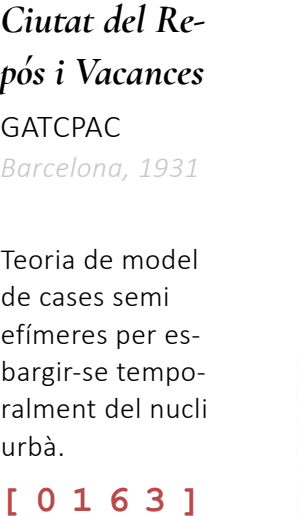 Ciutat del Re-
pós i Vacances
GATCPAC
Barcelona, 1931
Teoria de model
de cases semi
efímeres per es-
bargir-se tempo-
ralment del nucli
urbà.
[ 0 1 6 3 ]